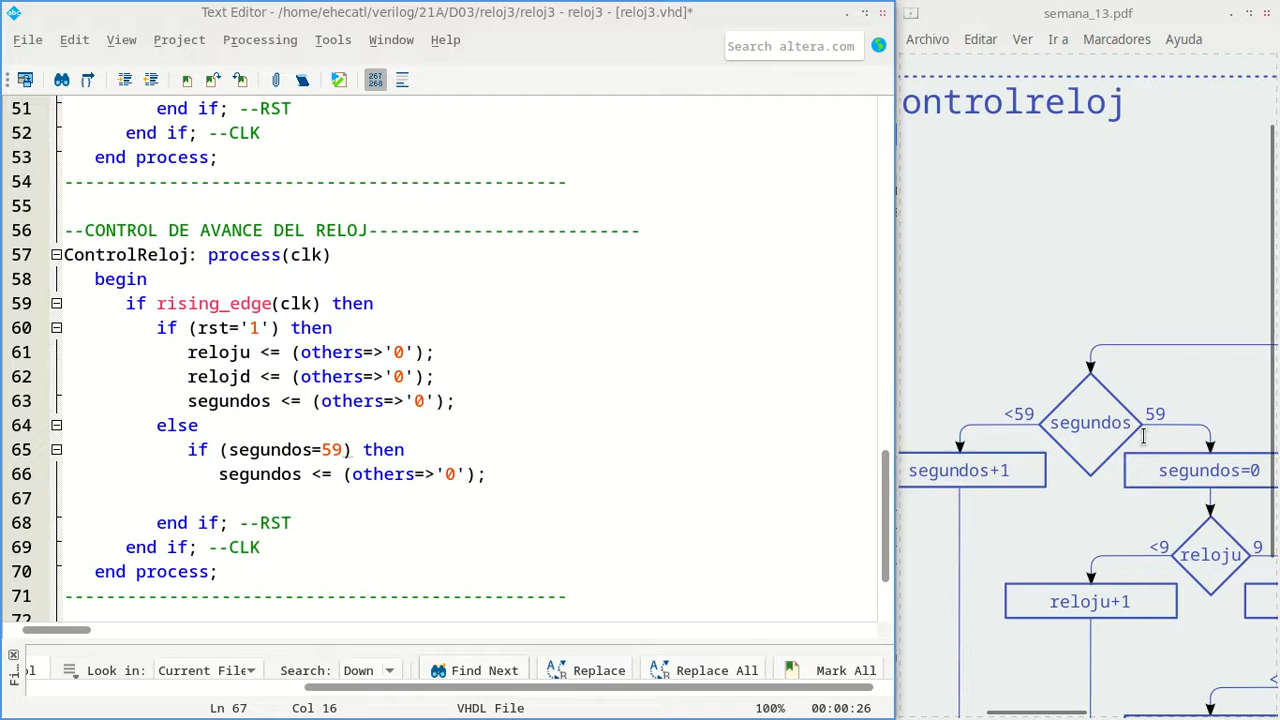 Text Editor - /home/ehecatl/verilog/21A/D03/reloj3/reloj3 - reloj3 - [reloj3.vhd]*
File Edit View Project Processing Tools Window Help
Search altera.com
267
268
51 end if; --RST
52 end if; --CLK
53 end process;
54 ------------------------------------------------
55
56 --CONTROL DE AVANCE DEL RELOJ--------------------------
57 ControlReloj: process(clk)
58 begin
59 if rising_edge(clk) then
60 if (rst='1') then
61 reloju <= (others=>'0');
62 relojd <= (others=>'0');
63 segundos <= (others=>'0');
64 else
65 if (segundos=59) then
66 segundos <= (others=>'0');
67
68 end if; --RST
69 end if; --CLK
70 end process;
71 ------------------------------------------------
72
Look in: Current File Search: Down Find Next Replace Replace All Mark All
Ln 67 Col 16 VHDL File 100% 00:00:26
semana_13.pdf
Archivo Editar Ver Ir a Marcadores Ayuda
ontrolreloj
<59 segundos 59
segundos+1 segundos=0
<9 reloju 9
reloju+1
<